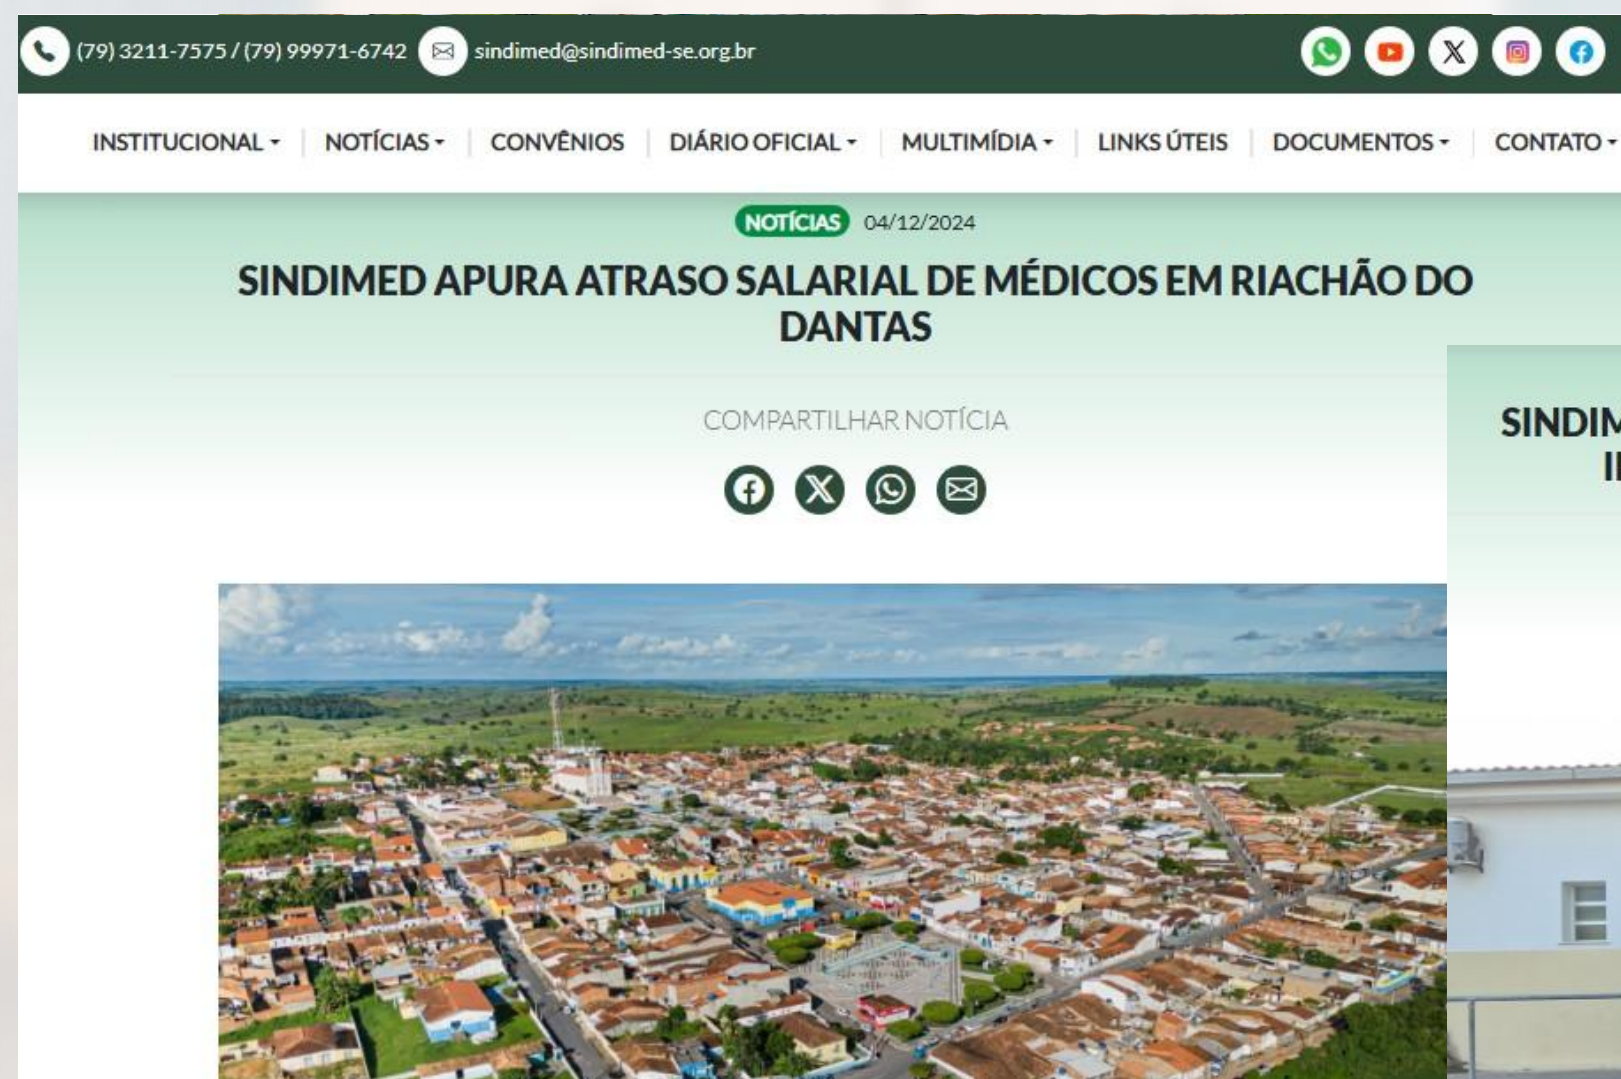 (79) 3211-7575 / (79) 99971-6742 sindimed@sindimed-se.org.br
INSTITUCIONAL NOTÍCIAS CONVÊNIOS DIÁRIO OFICIAL MULTIMÍDIA LINKS ÚTEIS DOCUMENTOS CONTATO
NOTÍCIAS 04/12/2024
SINDIMED APURA ATRASO SALARIAL DE MÉDICOS EM RIACHÃO DO
DANTAS
COMPARTILHAR NOTÍCIA